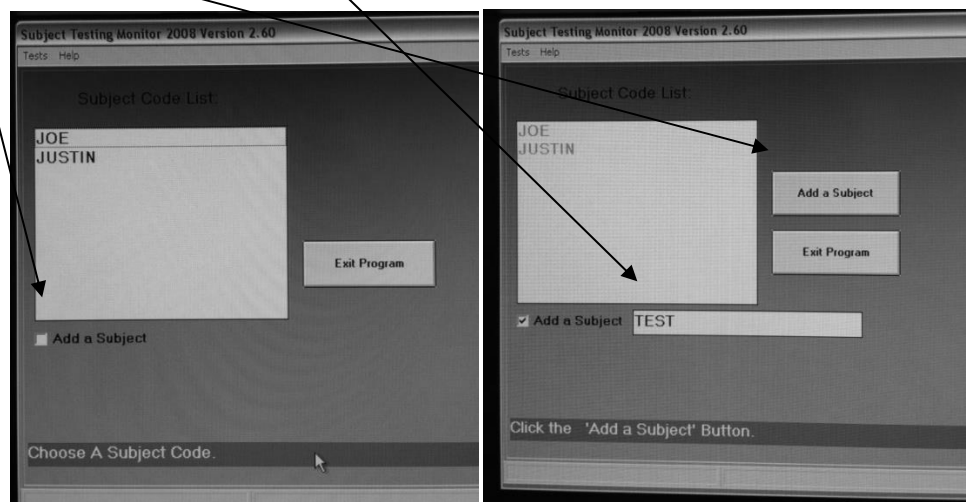 Subject Testing Monitor 2008 Version 2.60
Tests Help
Subject Code List:
JOE
JUSTIN
Exit Program
Add a Subject
Choose A Subject Code.
Subject Testing Monitor 2008 Version 2.60
Tests Help
Subject Code List:
JOE
JUSTIN
Add a Subject
Exit Program
Add a Subject TEST
Click the 'Add a Subject' Button.